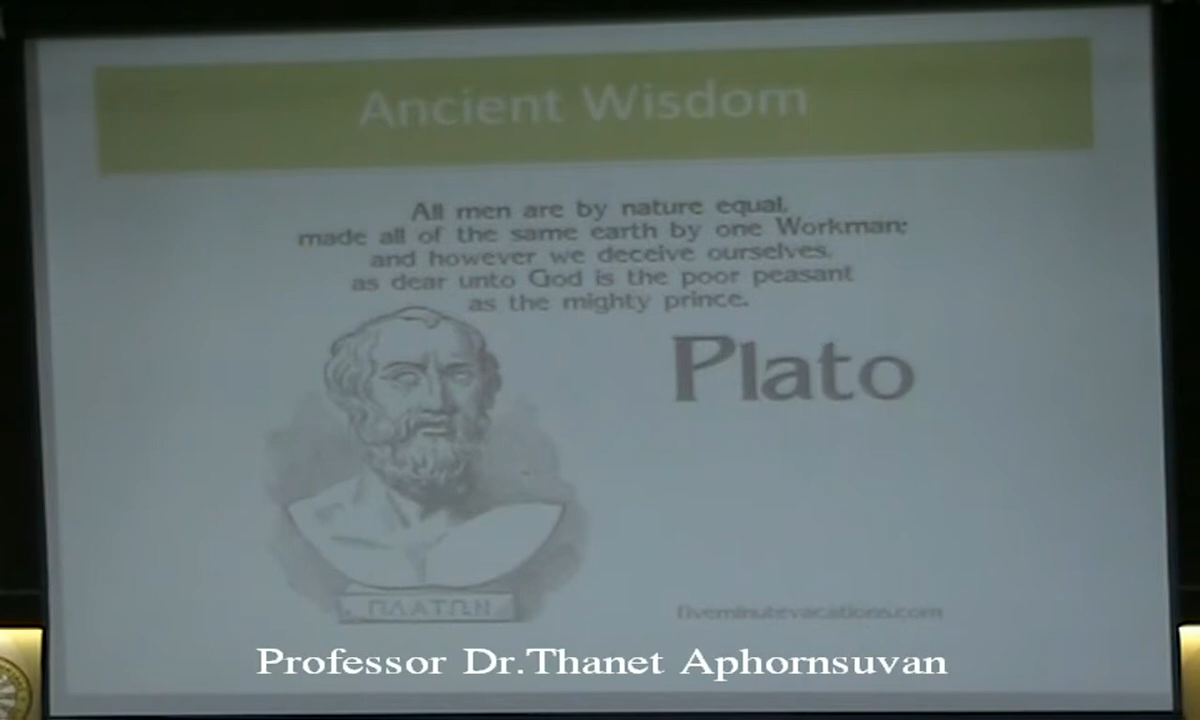 Ancient Wisdom
All men are by nature equal,
made all of the same earth by one Workman;
and however we deceive ourselves,
as dear unto God is the poor peasant
as the mighty prince.
Plato
ΠΛΑΤΩΝ
fiveminutevacations.com
Professor Dr.Thanet Aphornsuvan